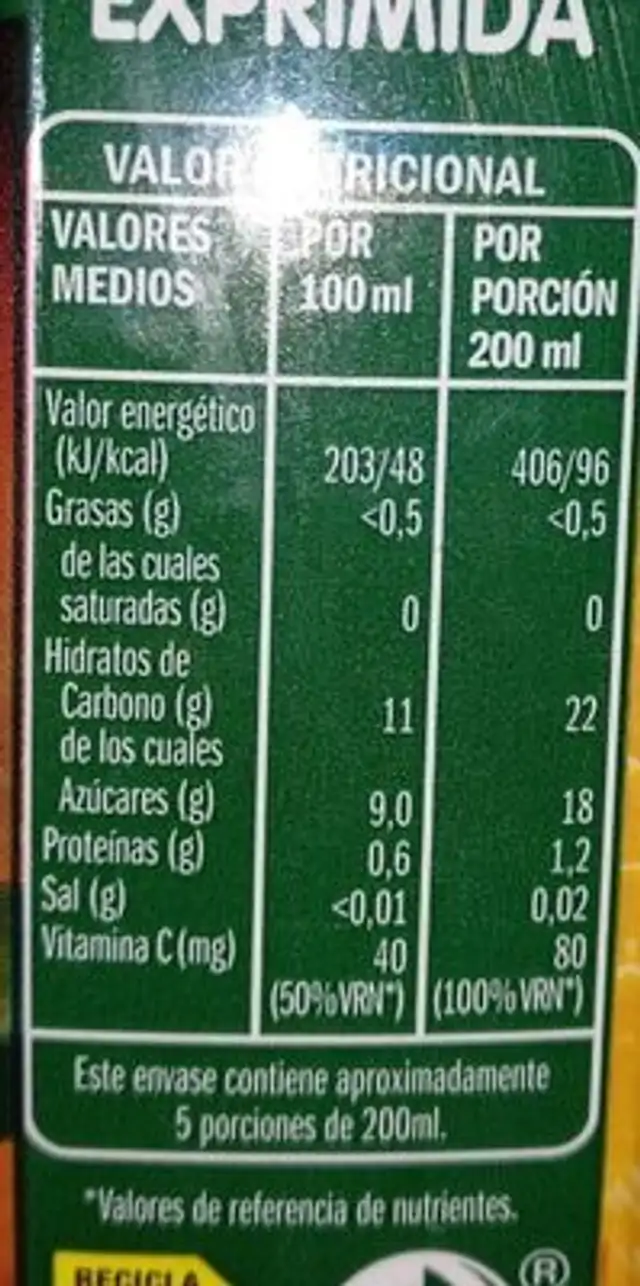 EXPRIMIDA
VALOR NUTRICIONAL
VALORES MEDIOS POR 100 ml POR PORCIÓN 200 ml
Valor energético
(kJ/kcal) 203/48 406/96
Grasas (g) <0,5 <0,5
de las cuales
saturadas (g) 0 0
Hidratos de
Carbono (g) 11 22
de los cuales
Azúcares (g) 9,0 18
Proteínas (g) 0,6 1,2
Sal (g) <0,01 0,02
Vitamina C (mg) 40 80
(50% VRN*) (100% VRN*)
Este envase contiene aproximadamente
5 porciones de 200ml.
*Valores de referencia de nutrientes.
RECICLA ®